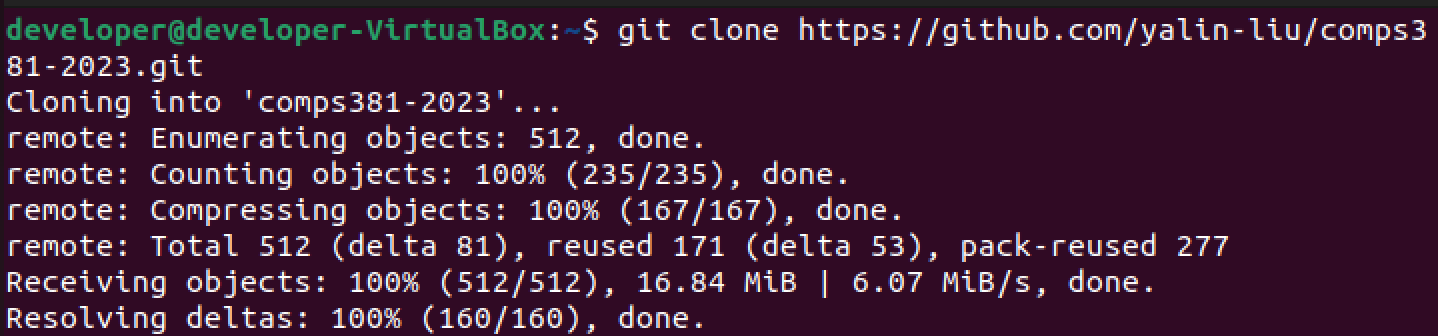 developer@developer-VirtualBox:~$ git clone https://github.com/yalin-liu/comps3
81-2023.git
Cloning into 'comps381-2023'...
remote: Enumerating objects: 512, done.
remote: Counting objects: 100% (235/235), done.
remote: Compressing objects: 100% (167/167), done.
remote: Total 512 (delta 81), reused 171 (delta 53), pack-reused 277
Receiving objects: 100% (512/512), 16.84 MiB | 6.07 MiB/s, done.
Resolving deltas: 100% (160/160), done.